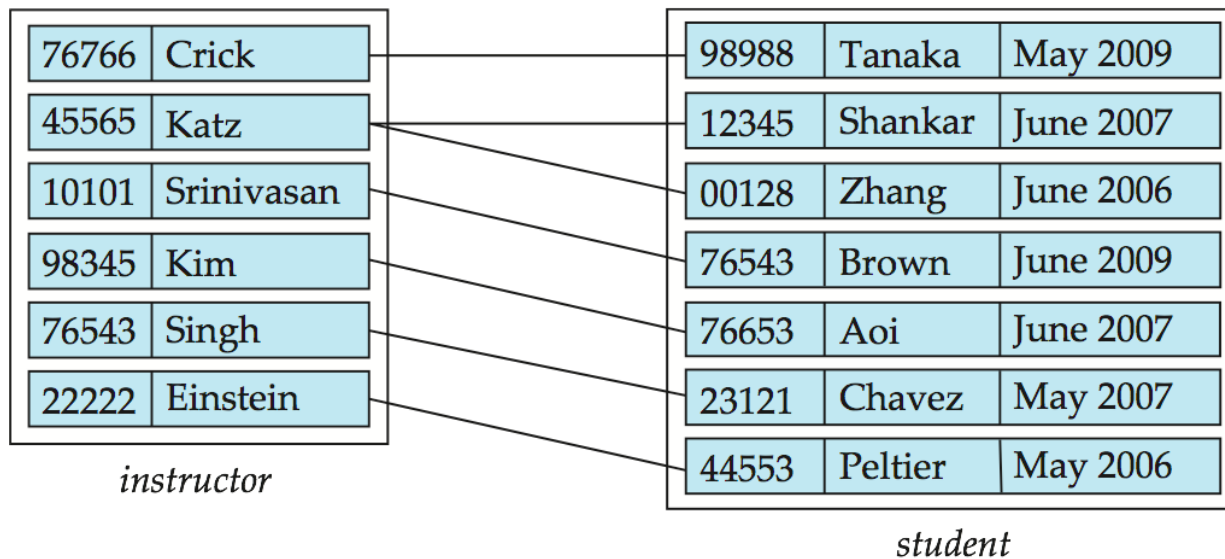 76766 Crick
98988 Tanaka May 2009
45565 Katz
12345 Shankar June 2007
10101 Srinivasan
00128 Zhang June 2006
98345 Kim
76543 Brown June 2009
76543 Singh
76653 Aoi June 2007
22222 Einstein
23121 Chavez May 2007
44553 Peltier May 2006
instructor
student